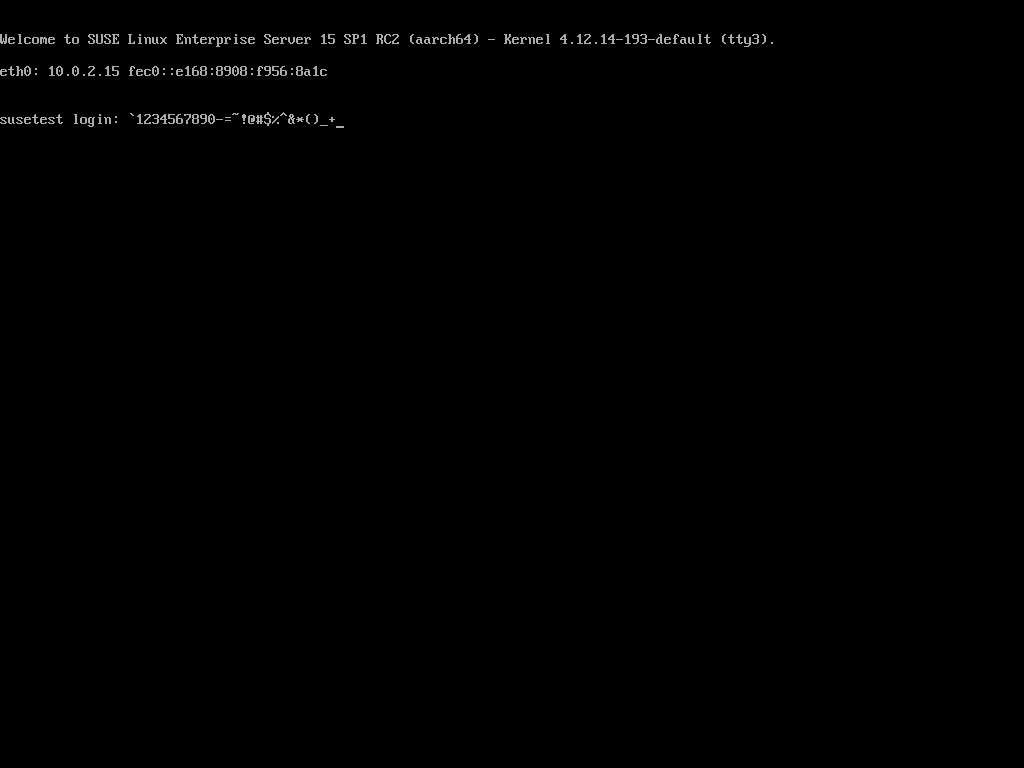 Welcome to SUSE Linux Enterprise Server 15 SP1 RC2 (aarch64) - Kernel 4.12.14-193-default (tty3).
eth0: 10.0.2.15 fec0::e168:8908:f956:8a1c
susetest login: `1234567890-=~!@#$%^&*()_+_